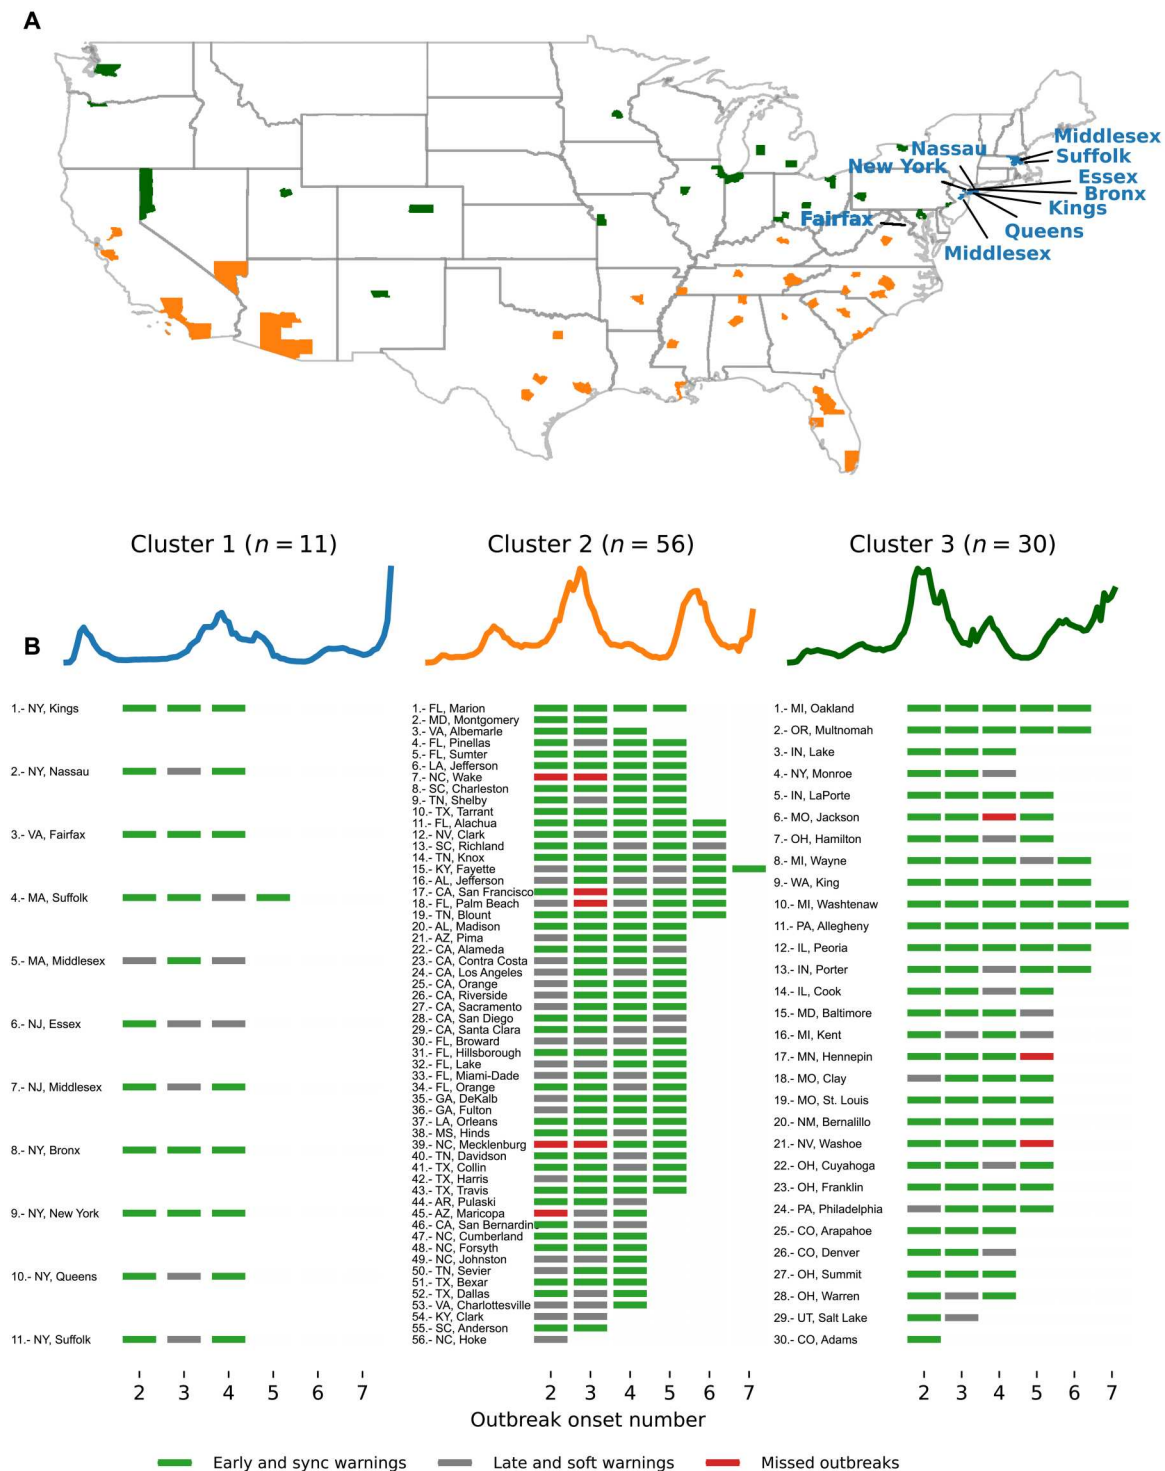 A
Middlesex
Nassau
Suffolk
New York
Essex
Bronx
Kings
Fairfax
Queens
Middlesex
Cluster 1 (n = 11)
Cluster 2 (n = 56)
Cluster 3 (n = 30)
B
1.- NY, Kings
2.- NY, Nassau
3.- VA, Fairfax
4.- MA, Suffolk
5.- MA, Middlesex
6.- NJ, Essex
7.- NJ, Middlesex
8.- NY, Bronx
9.- NY, New York
10.- NY, Queens
11.- NY, Suffolk
2 3 4 5 6 7
1.- FL, Marion
2.- MD, Montgomery
3.- VA, Albemarle
4.- FL, Pinellas
5.- FL, Sumter
6.- LA, Jefferson
7.- NC, Wake
8.- SC, Charleston
9.- TN, Shelby
10.- TX, Tarrant
11.- FL, Alachua
12.- NV, Clark
13.- SC, Richland
14.- TN, Knox
15.- KY, Fayette
16.- AL, Jefferson
17.- CA, San Francisco
18.- FL, Palm Beach
19.- TN, Blount
20.- AL, Madison
21.- AZ, Pima
22.- CA, Alameda
23.- CA, Contra Costa
24.- CA, Los Angeles
25.- CA, Orange
26.- CA, Riverside
27.- CA, Sacramento
28.- CA, San Diego
29.- CA, Santa Clara
30.- FL, Broward
31.- FL, Hillsborough
32.- FL, Lake
33.- FL, Miami-Dade
34.- FL, Orange
35.- GA, DeKalb
36.- GA, Fulton
37.- LA, Orleans
38.- MS, Hinds
39.- NC, Mecklenburg
40.- TN, Davidson
41.- TX, Collin
42.- TX, Harris
43.- TX, Travis
44.- AR, Pulaski
45.- AZ, Maricopa
46.- CA, San Bernardino
47.- NC, Cumberland
48.- NC, Forsyth
49.- NC, Johnston
50.- TN, Sevier
51.- TX, Bexar
52.- TX, Dallas
53.- VA, Charlottesville
54.- KY, Clark
55.- SC, Anderson
56.- NC, Hoke
2 3 4 5 6 7
1.- MI, Oakland
2.- OR, Multnomah
3.- IN, Lake
4.- NY, Monroe
5.- IN, LaPorte
6.- MO, Jackson
7.- OH, Hamilton
8.- MI, Wayne
9.- WA, King
10.- MI, Washtenaw
11.- PA, Allegheny
12.- IL, Peoria
13.- IN, Porter
14.- IL, Cook
15.- MD, Baltimore
16.- MI, Kent
17.- MN, Hennepin
18.- MO, Clay
19.- MO, St. Louis
20.- NM, Bernalillo
21.- NV, Washoe
22.- OH, Cuyahoga
23.- OH, Franklin
24.- PA, Philadelphia
25.- CO, Arapahoe
26.- CO, Denver
27.- OH, Summit
28.- OH, Warren
29.- UT, Salt Lake
30.- CO, Adams
2 3 4 5 6 7
Outbreak onset number
Early and sync warnings
Late and soft warnings
Missed outbreaks